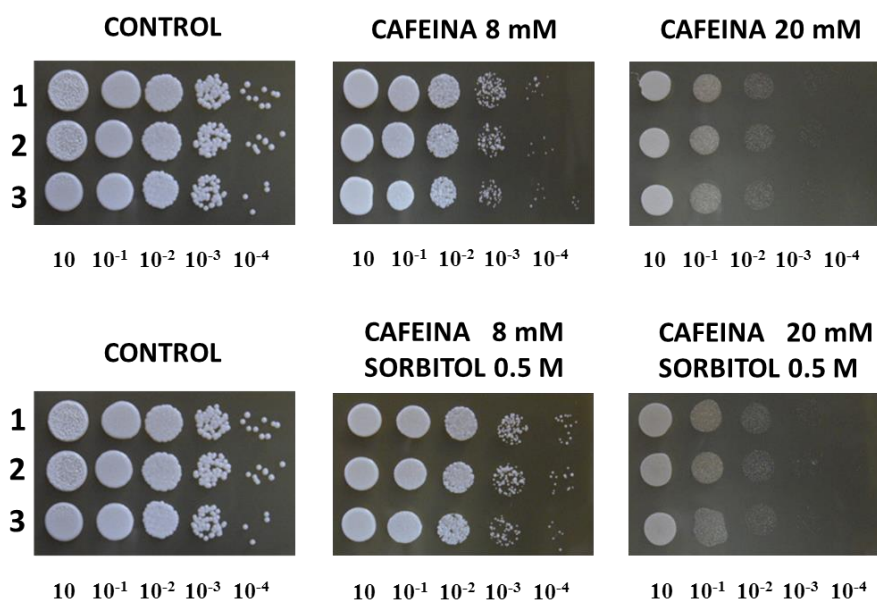 CONTROL
CAFEINA 8 mM
CAFEINA 20 mM
1
2
3
10 10⁻¹ 10⁻² 10⁻³ 10⁻⁴
10 10⁻¹ 10⁻² 10⁻³ 10⁻⁴
10 10⁻¹ 10⁻² 10⁻³ 10⁻⁴
CONTROL
CAFEINA 8 mM
SORBITOL 0.5 M
CAFEINA 20 mM
SORBITOL 0.5 M
1
2
3
10 10⁻¹ 10⁻² 10⁻³ 10⁻⁴
10 10⁻¹ 10⁻² 10⁻³ 10⁻⁴
10 10⁻¹ 10⁻² 10⁻³ 10⁻⁴